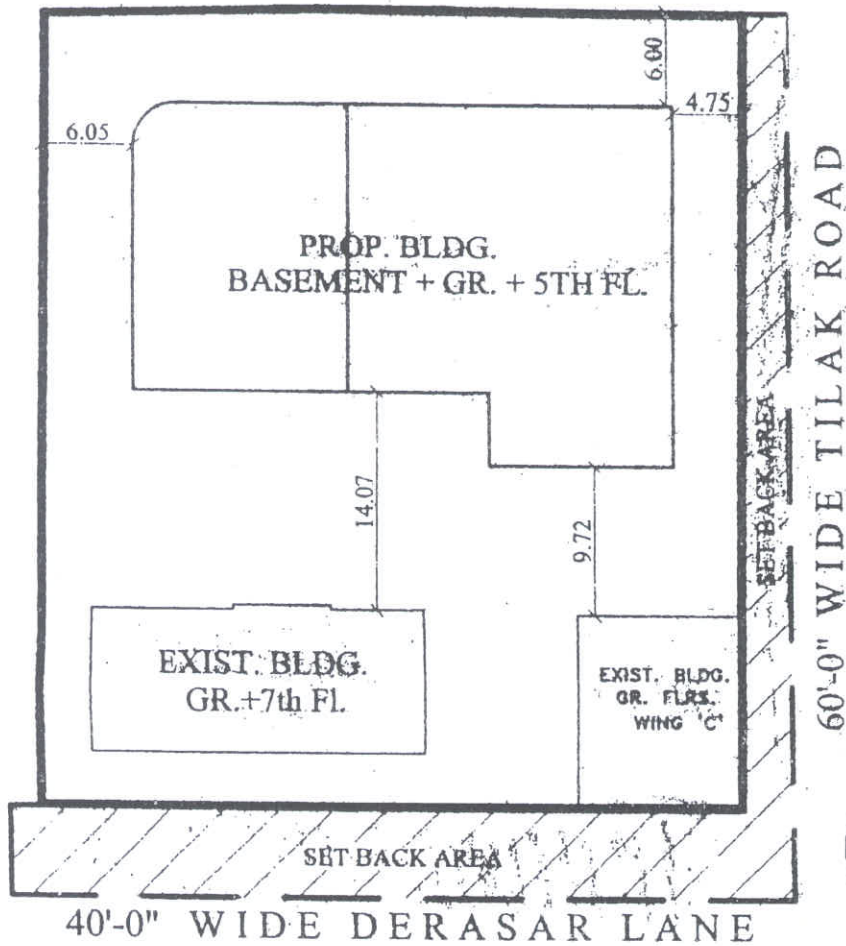 6.00
4.75
6.05
PROP. BLDG.
BASEMENT + GR. + 5TH FL.
14.07
9.72
SET BACK AREA
60'-0" WIDE TILAK ROAD
EXIST. BLDG.
GR.+7th Fl.
EXIST. BLDG.
GR. FLRS.
WING 'C'
SET BACK AREA
40'-0" WIDE DERASAR LANE